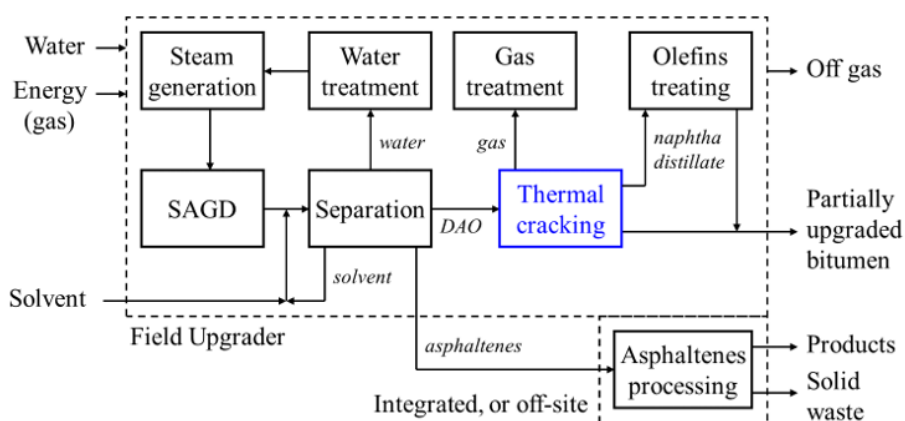 Water
Energy
(gas)
Steam
generation
Water
treatment
Gas
treatment
Olefins
treating
Off gas
water
gas
naphtha
distillate
SAGD
Separation
DAO
Thermal
cracking
Partially
upgraded
bitumen
solvent
Solvent
Field Upgrader
asphaltenes
Asphaltenes
processing
Products
Solid
waste
Integrated, or off-site